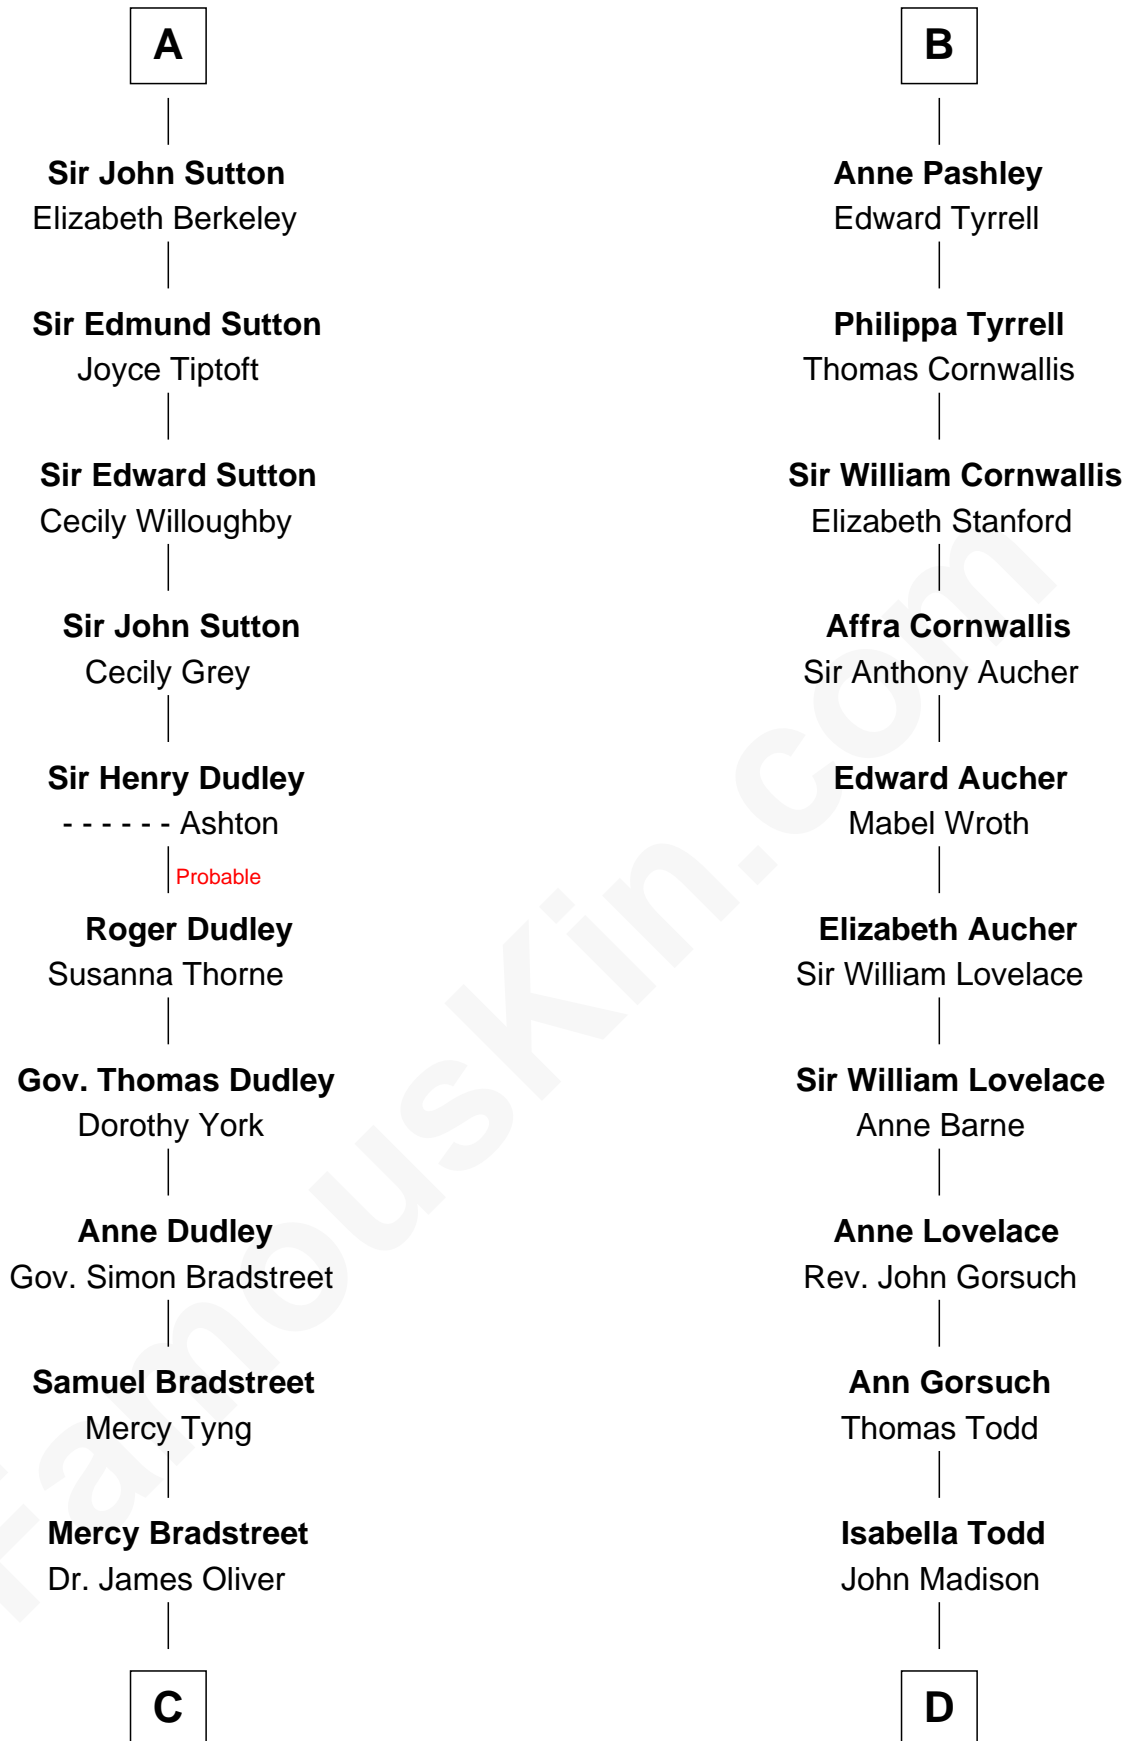 A
Sir John Sutton
Elizabeth Berkeley
Sir Edmund Sutton
Joyce Tiptoft
Sir Edward Sutton
Cecily Willoughby
Sir John Sutton
Cecily Grey
Sir Henry Dudley
- - - - - - Ashton
Probable
Roger Dudley
Susanna Thorne
Gov. Thomas Dudley
Dorothy York
Anne Dudley
Gov. Simon Bradstreet
Samuel Bradstreet
Mercy Tyng
Mercy Bradstreet
Dr. James Oliver
C
B
Anne Pashley
Edward Tyrrell
Philippa Tyrrell
Thomas Cornwallis
Sir William Cornwallis
Elizabeth Stanford
Affra Cornwallis
Sir Anthony Aucher
Edward Aucher
Mabel Wroth
Elizabeth Aucher
Sir William Lovelace
Sir William Lovelace
Anne Barne
Anne Lovelace
Rev. John Gorsuch
Ann Gorsuch
Thomas Todd
Isabella Todd
John Madison
D
FamousKin.com